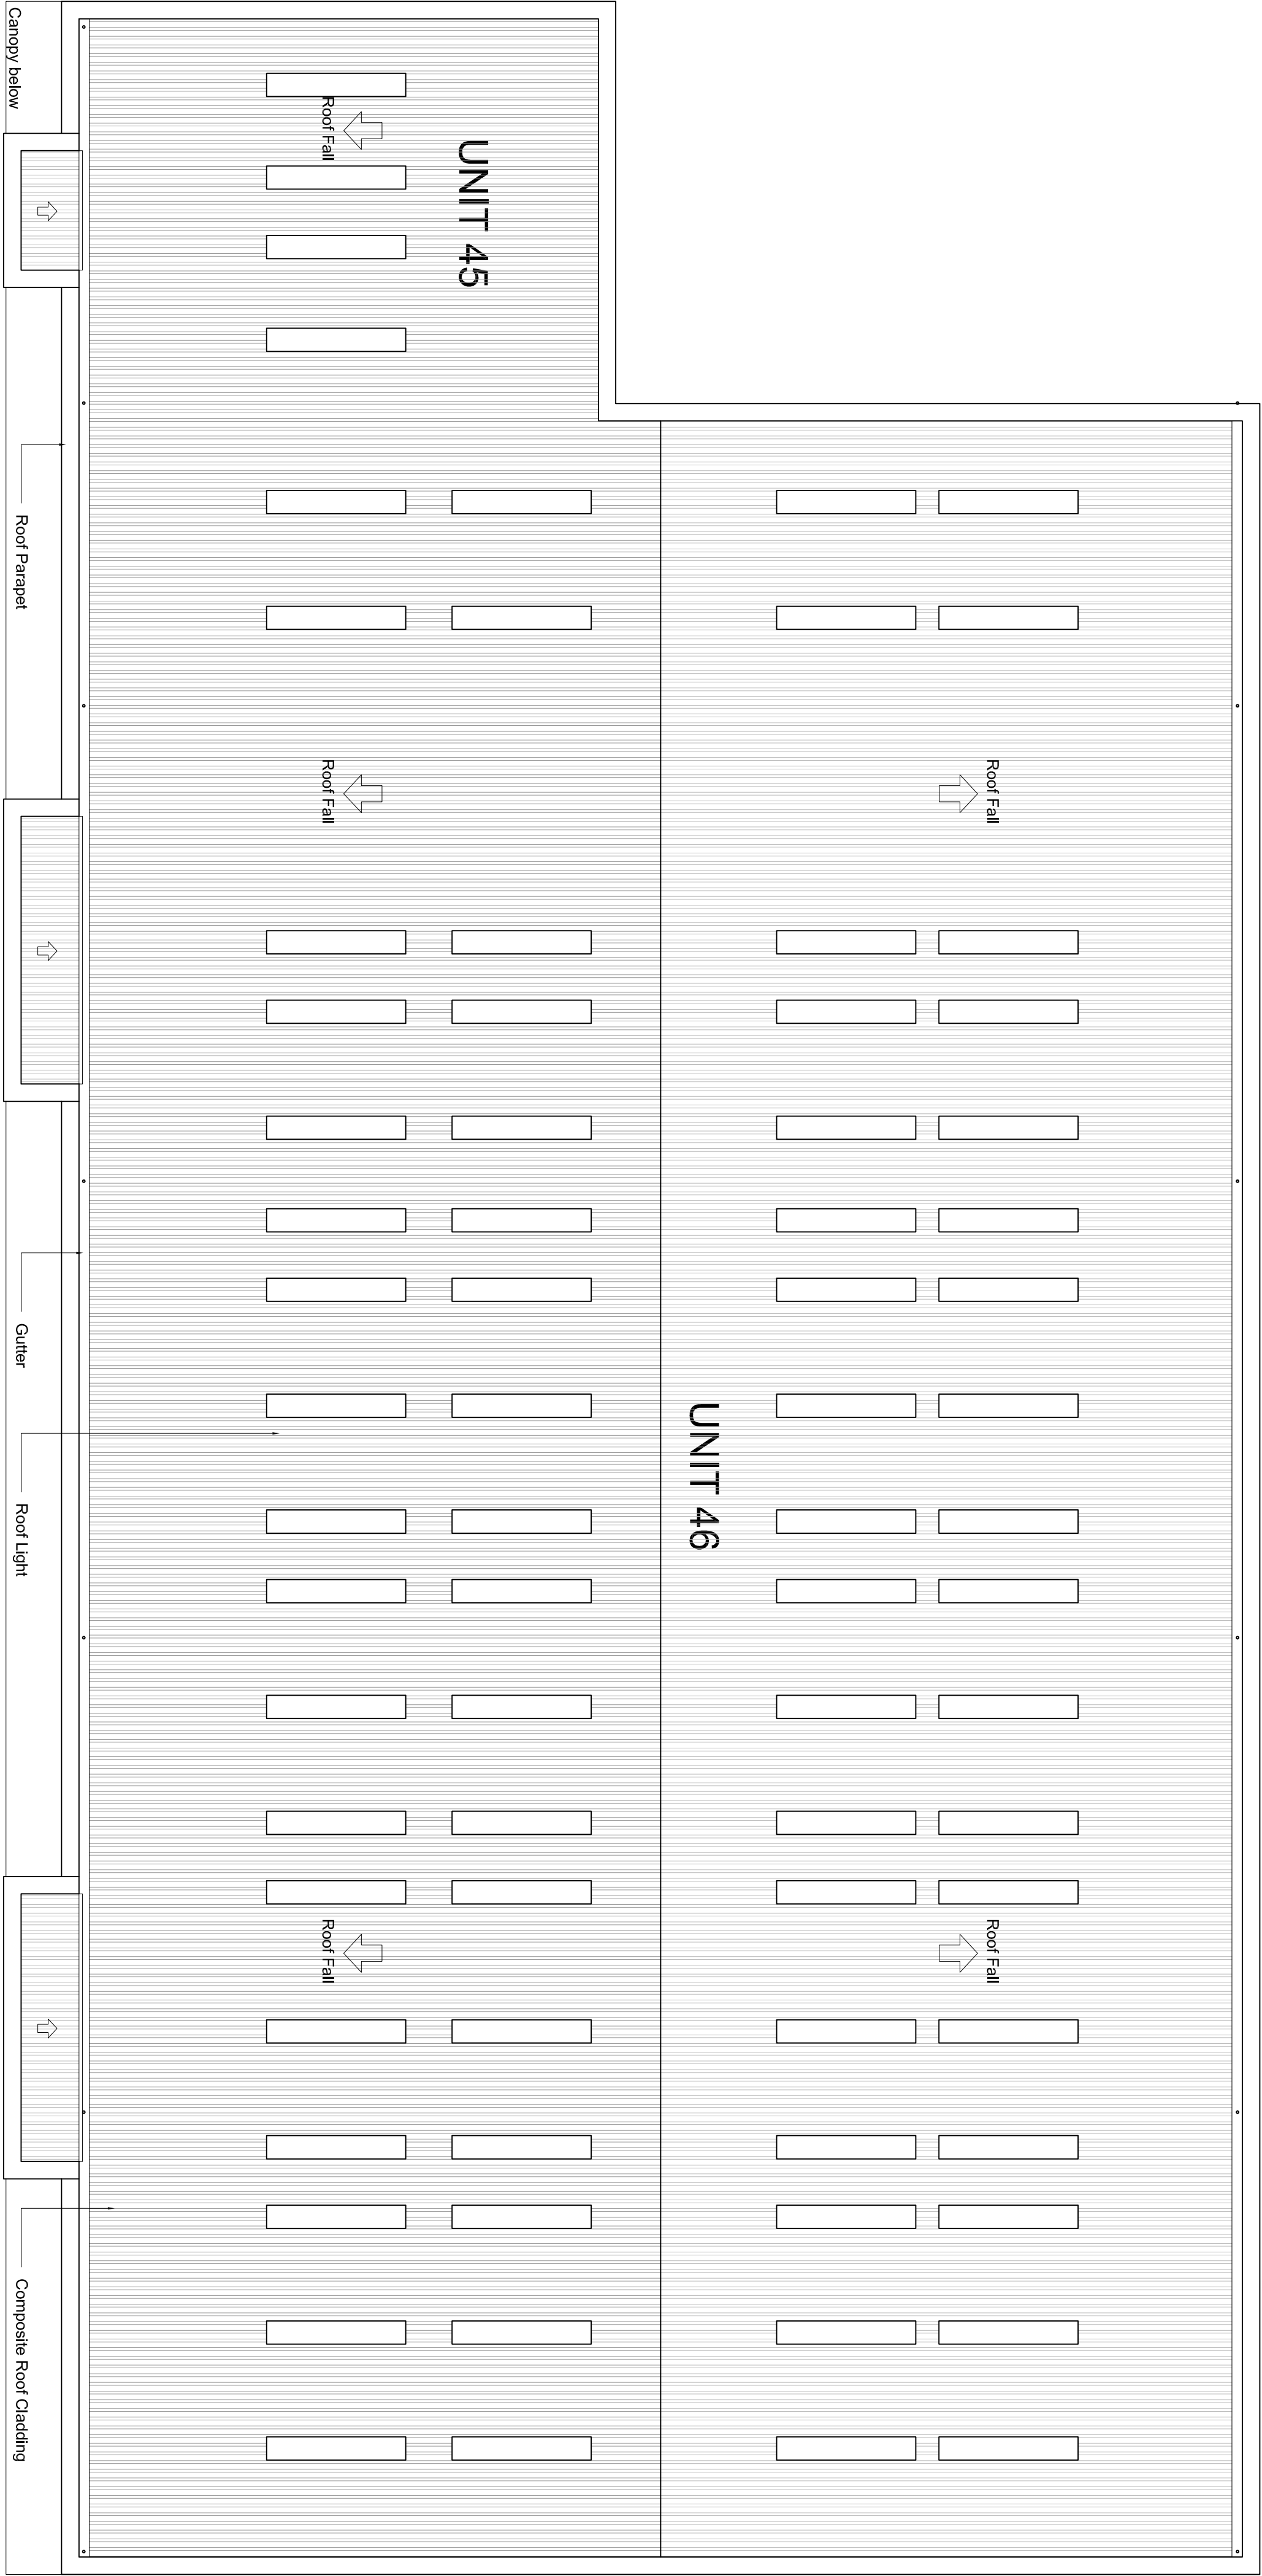 Canopy below
Roof Fall
UNIT 45
Roof Parapet
Roof Fall
Roof Fall
Gutter
UNIT 46
Roof Light
Roof Fall
Roof Fall
Composite Roof Cladding